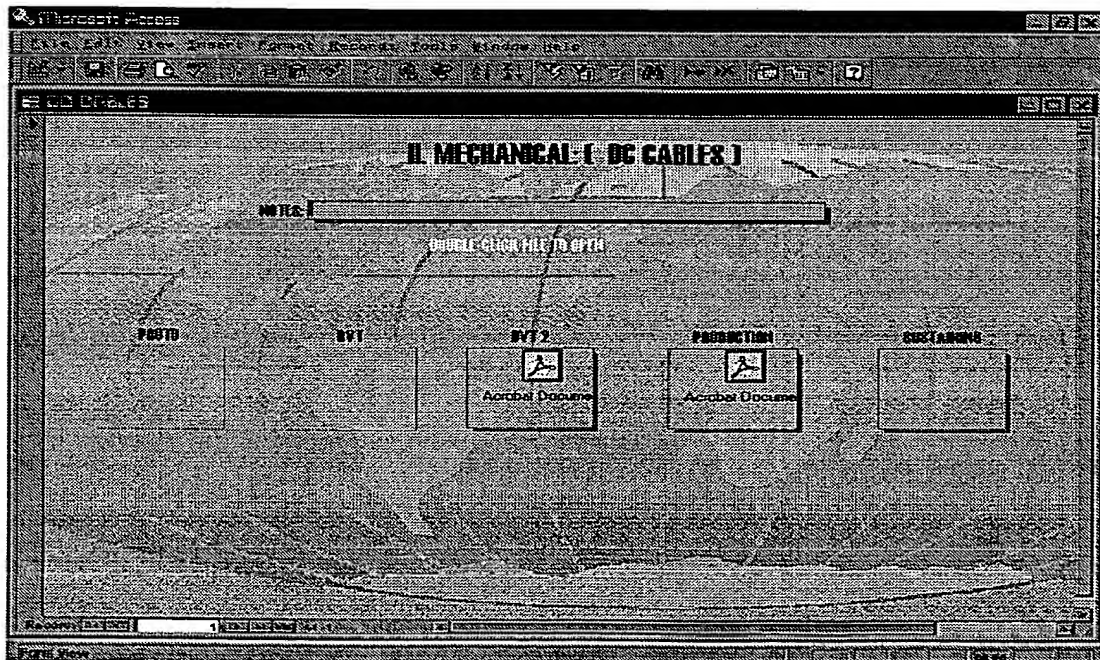 Microsoft Access
File Edit View Insert Format Records Tools Window Help
DC CABLES
II. MECHANICAL: ( DC CABLES )
NOTES:
DOUBLE-CLICK FILE TO OPEN
PROTO DVT DVT 2 PRODUCTION SUSTAINING
Acrobat Docume Acrobat Docume
Record: 1
Form View